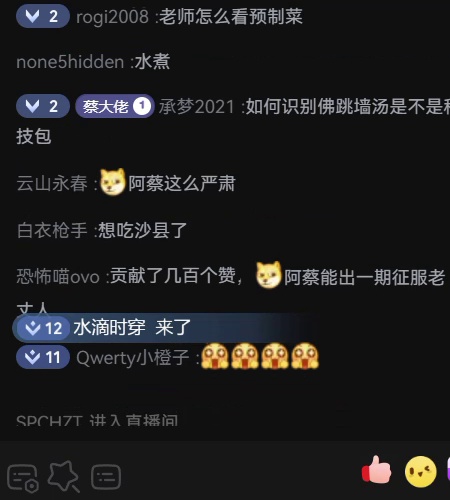 2 rogi2008 :老师怎么看预制菜
none5hidden :水煮
2 蔡大佬 1 承梦2021 :如何识别佛跳墙汤是不是科
技包
云山永春 :阿蔡这么严肃
白衣枪手 :想吃沙县了
恐怖喵ovo :贡献了几百个赞，阿蔡能出一期征服老
丈人
12 水滴时穿 来了
11 Qwerty小橙子 :
SPCHZT 进入直播间